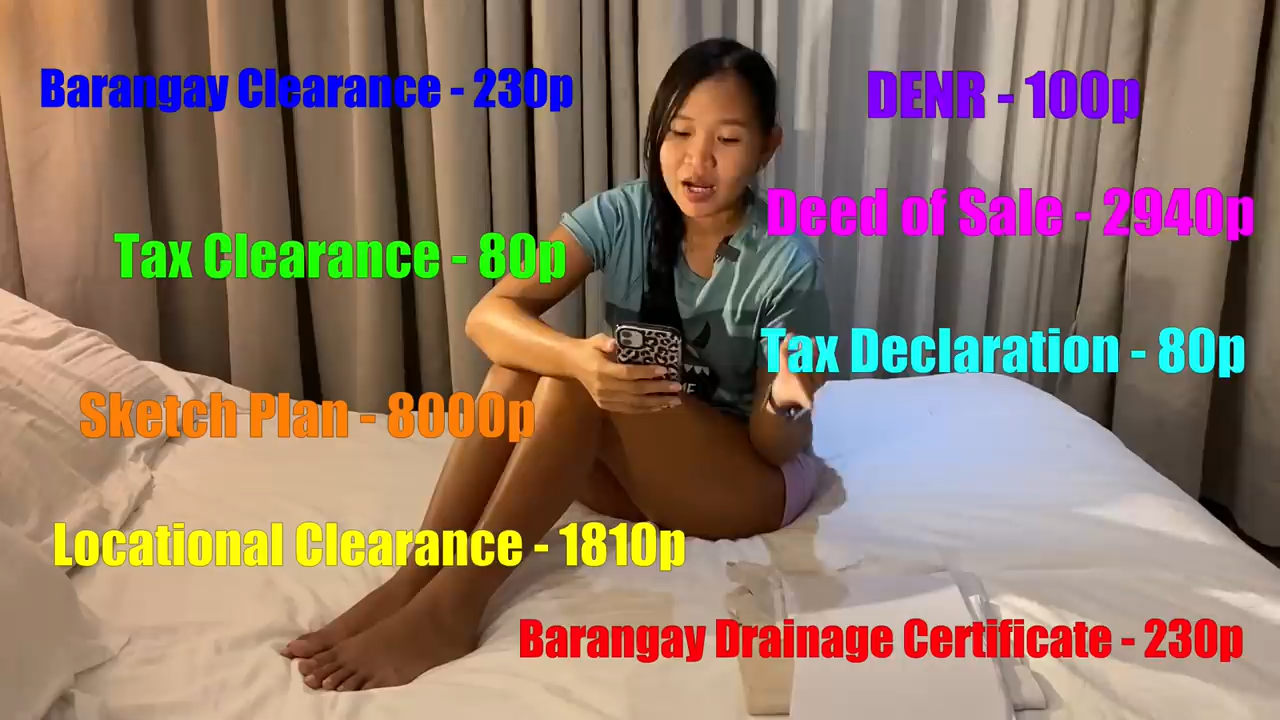 Barangay Clearance - 230p
DENR - 100p
Deed of Sale - 2940p
Tax Clearance - 80p
Tax Declaration - 80p
Sketch Plan - 8000p
Locational Clearance - 1810p
Barangay Drainage Certificate - 230p